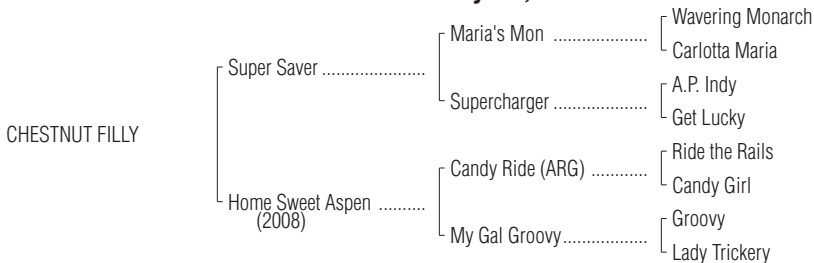 CHESTNUT FILLY
Super Saver ......................
Home Sweet Aspen ..........
(2008)
Maria's Mon ....................
Supercharger ....................
Candy Ride (ARG) ............
My Gal Groovy..................
Wavering Monarch
Carlotta Maria
A.P. Indy
Get Lucky
Ride the Rails
Candy Girl
Groovy
Lady Trickery